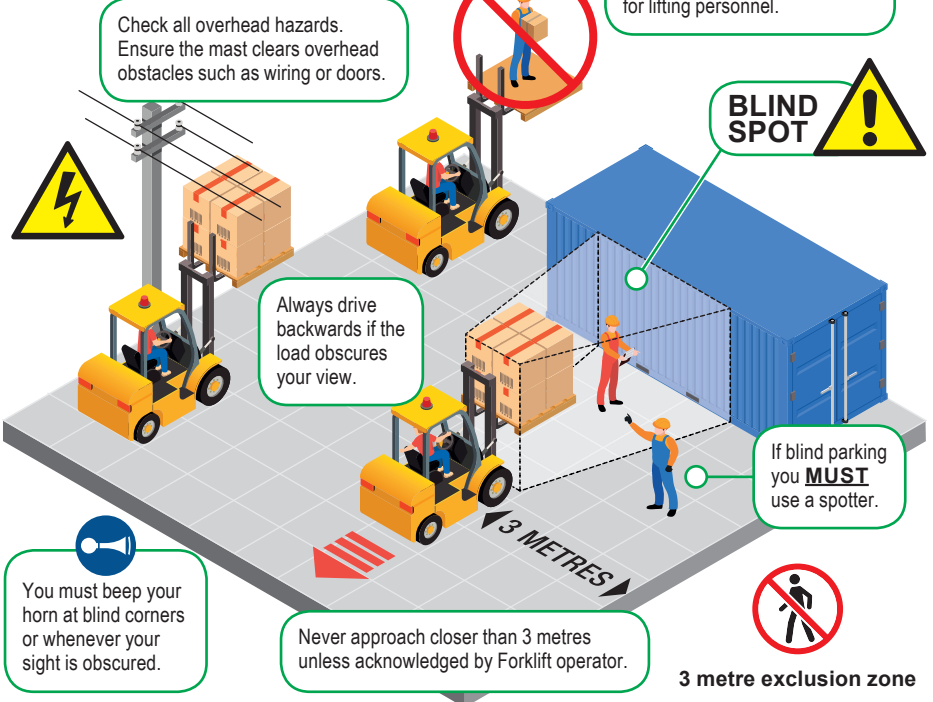 for lifting personnel.
Check all overhead hazards.
Ensure the mast clears overhead
obstacles such as wiring or doors.
BLIND
SPOT
Always drive
backwards if the
load obscures
your view.
If blind parking
you MUST
use a spotter.
3 METRES
You must beep your
horn at blind corners
or whenever your
sight is obscured.
Never approach closer than 3 metres
unless acknowledged by Forklift operator.
3 metre exclusion zone